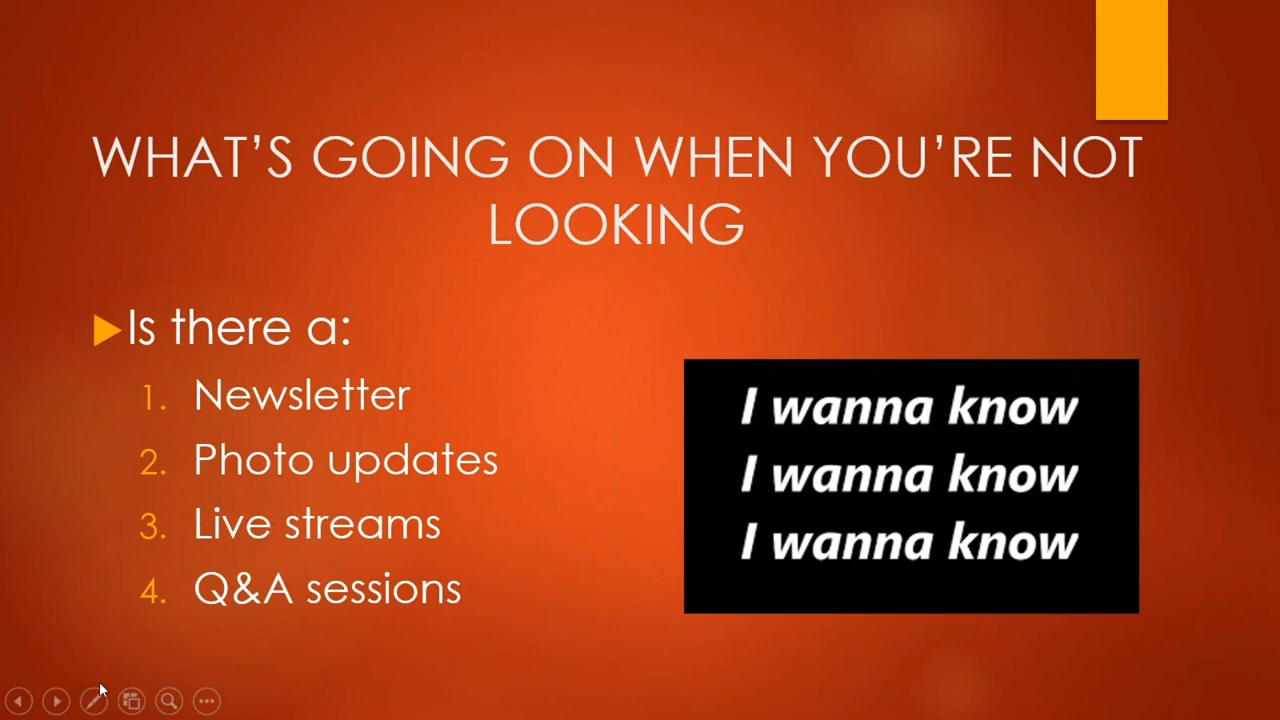 WHAT’S GOING ON WHEN YOU’RE NOT
LOOKING
Is there a:
1. Newsletter
2. Photo updates
3. Live streams
4. Q&A sessions
I wanna know
I wanna know
I wanna know